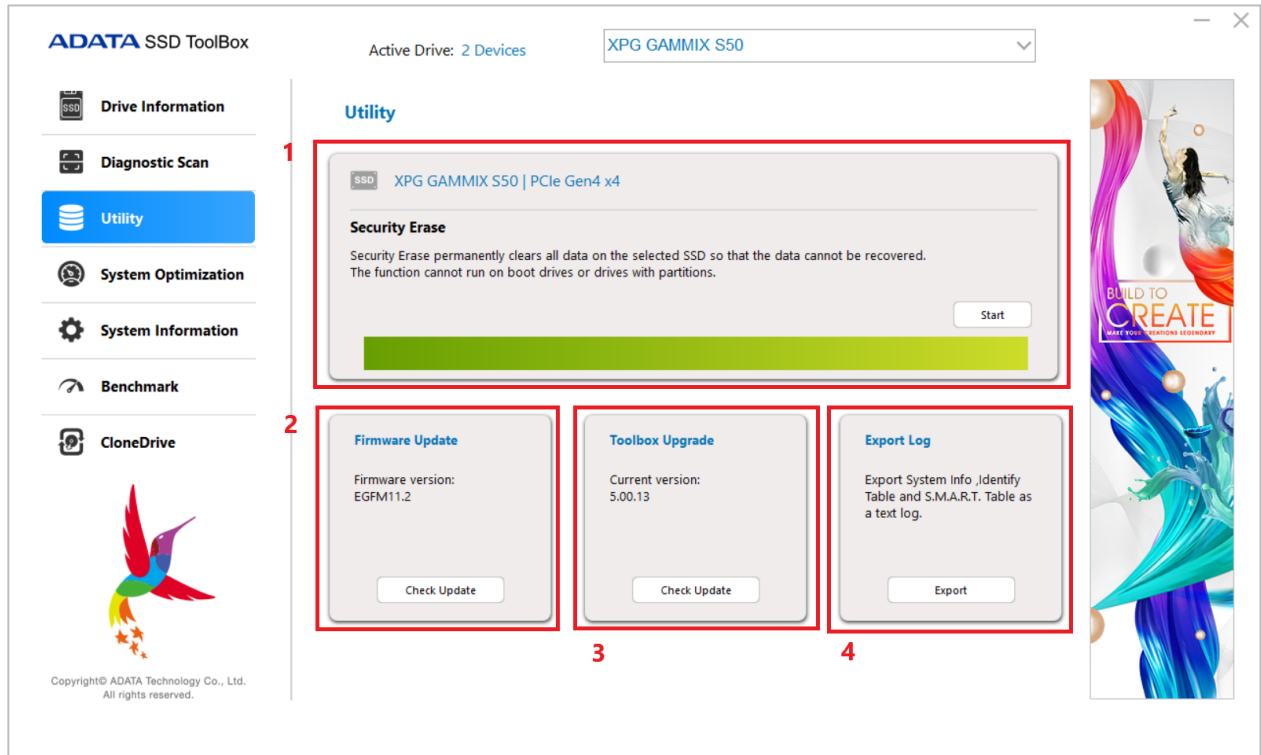 ADATA SSD ToolBox
Active Drive: 2 Devices
XPG GAMMIX S50
SSD
Drive Information
Diagnostic Scan
Utility
System Optimization
System Information
Benchmark
CloneDrive
Copyright© ADATA Technology Co., Ltd.
All rights reserved.
Utility
1
SSD
XPG GAMMIX S50 | PCIe Gen4 x4
Security Erase
Security Erase permanently clears all data on the selected SSD so that the data cannot be recovered.
The function cannot run on boot drives or drives with partitions.
Start
2
Firmware Update
Firmware version:
EGFM11.2
Check Update
Toolbox Upgrade
Current version:
5.00.13
Check Update
3
Export Log
Export System Info ,Identify
Table and S.M.A.R.T. Table as
a text log.
Export
4
BUILD TO
CREATE
MAKE YOUR CREATIONS LEGENDARY